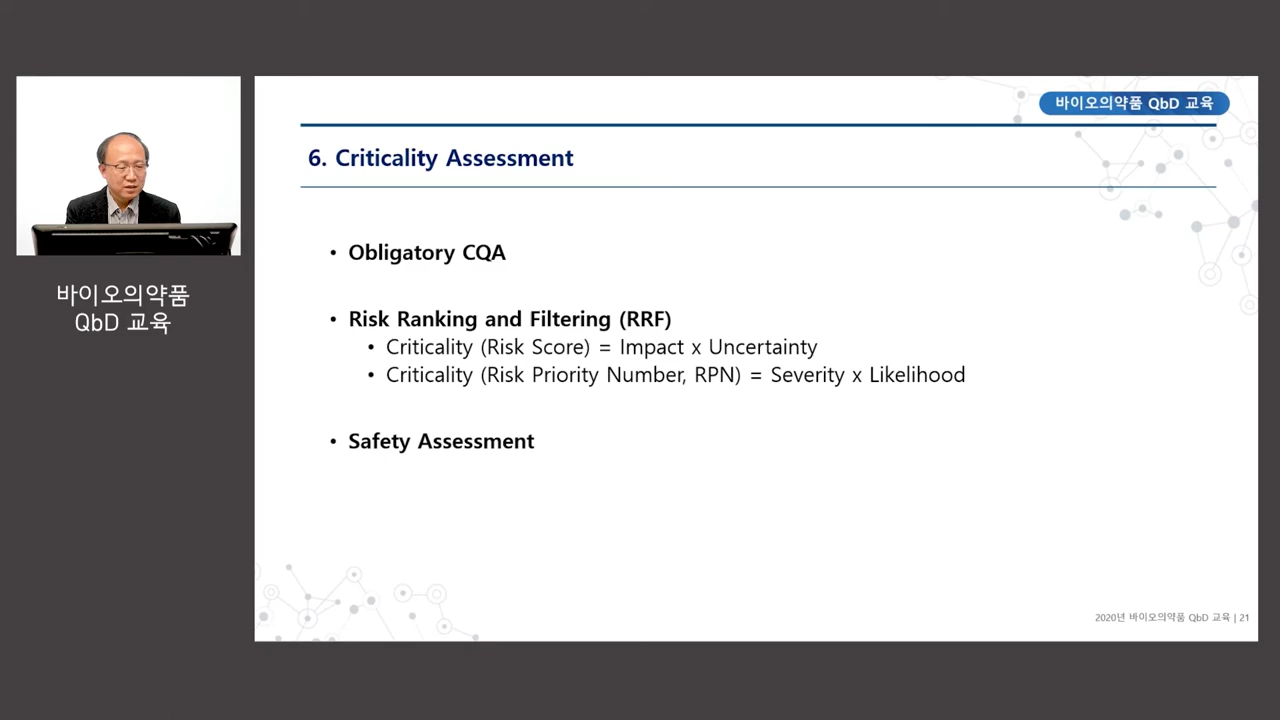 바이오의약품
QbD 교육
바이오의약품 QbD 교육
6. Criticality Assessment
• Obligatory CQA
• Risk Ranking and Filtering (RRF)
• Criticality (Risk Score) = Impact x Uncertainty
• Criticality (Risk Priority Number, RPN) = Severity x Likelihood
• Safety Assessment
2020년 바이오의약품 QbD 교육 | 21